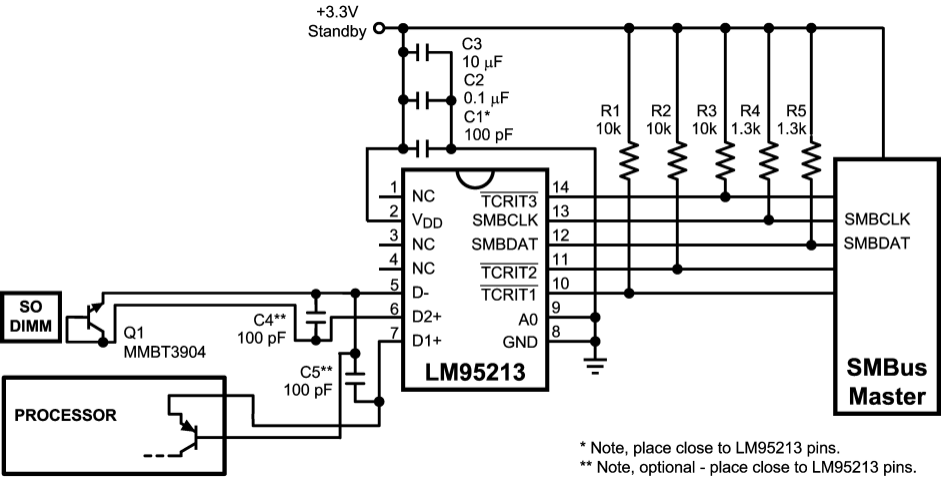 +3.3V
Standby
C3
10 µF
C2
0.1 µF
C1*
100 pF
R1
10k
R2
10k
R3
10k
R4
1.3k
R5
1.3k
1 NC
2 VDD
3 NC
4 NC
5 D-
6 D2+
7 D1+
TCRIT3 14
SMBCLK 13
SMBDAT 12
TCRIT2 11
TCRIT1 10
A0 9
GND 8
LM95213
SMBCLK
SMBDAT
SMBus
Master
SO
DIMM
Q1
MMBT3904
C4**
100 pF
C5**
100 pF
PROCESSOR
* Note, place close to LM95213 pins.
** Note, optional - place close to LM95213 pins.